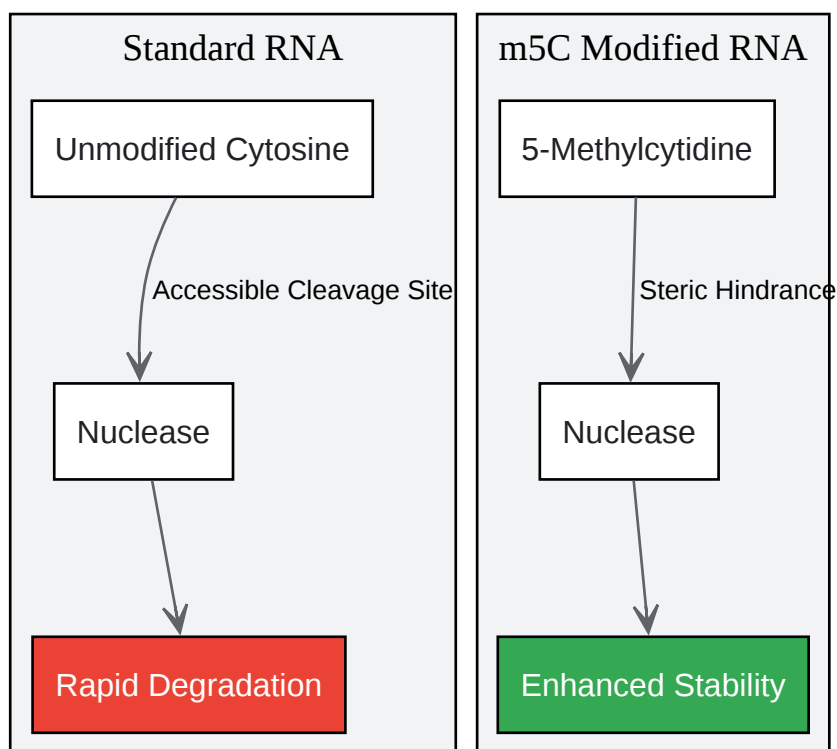 Standard RNA
Unmodified Cytosine
Accessible Cleavage Site
Nuclease
Rapid Degradation
m5C Modified RNA
5-Methylcytidine
Steric Hindrance
Nuclease
Enhanced Stability